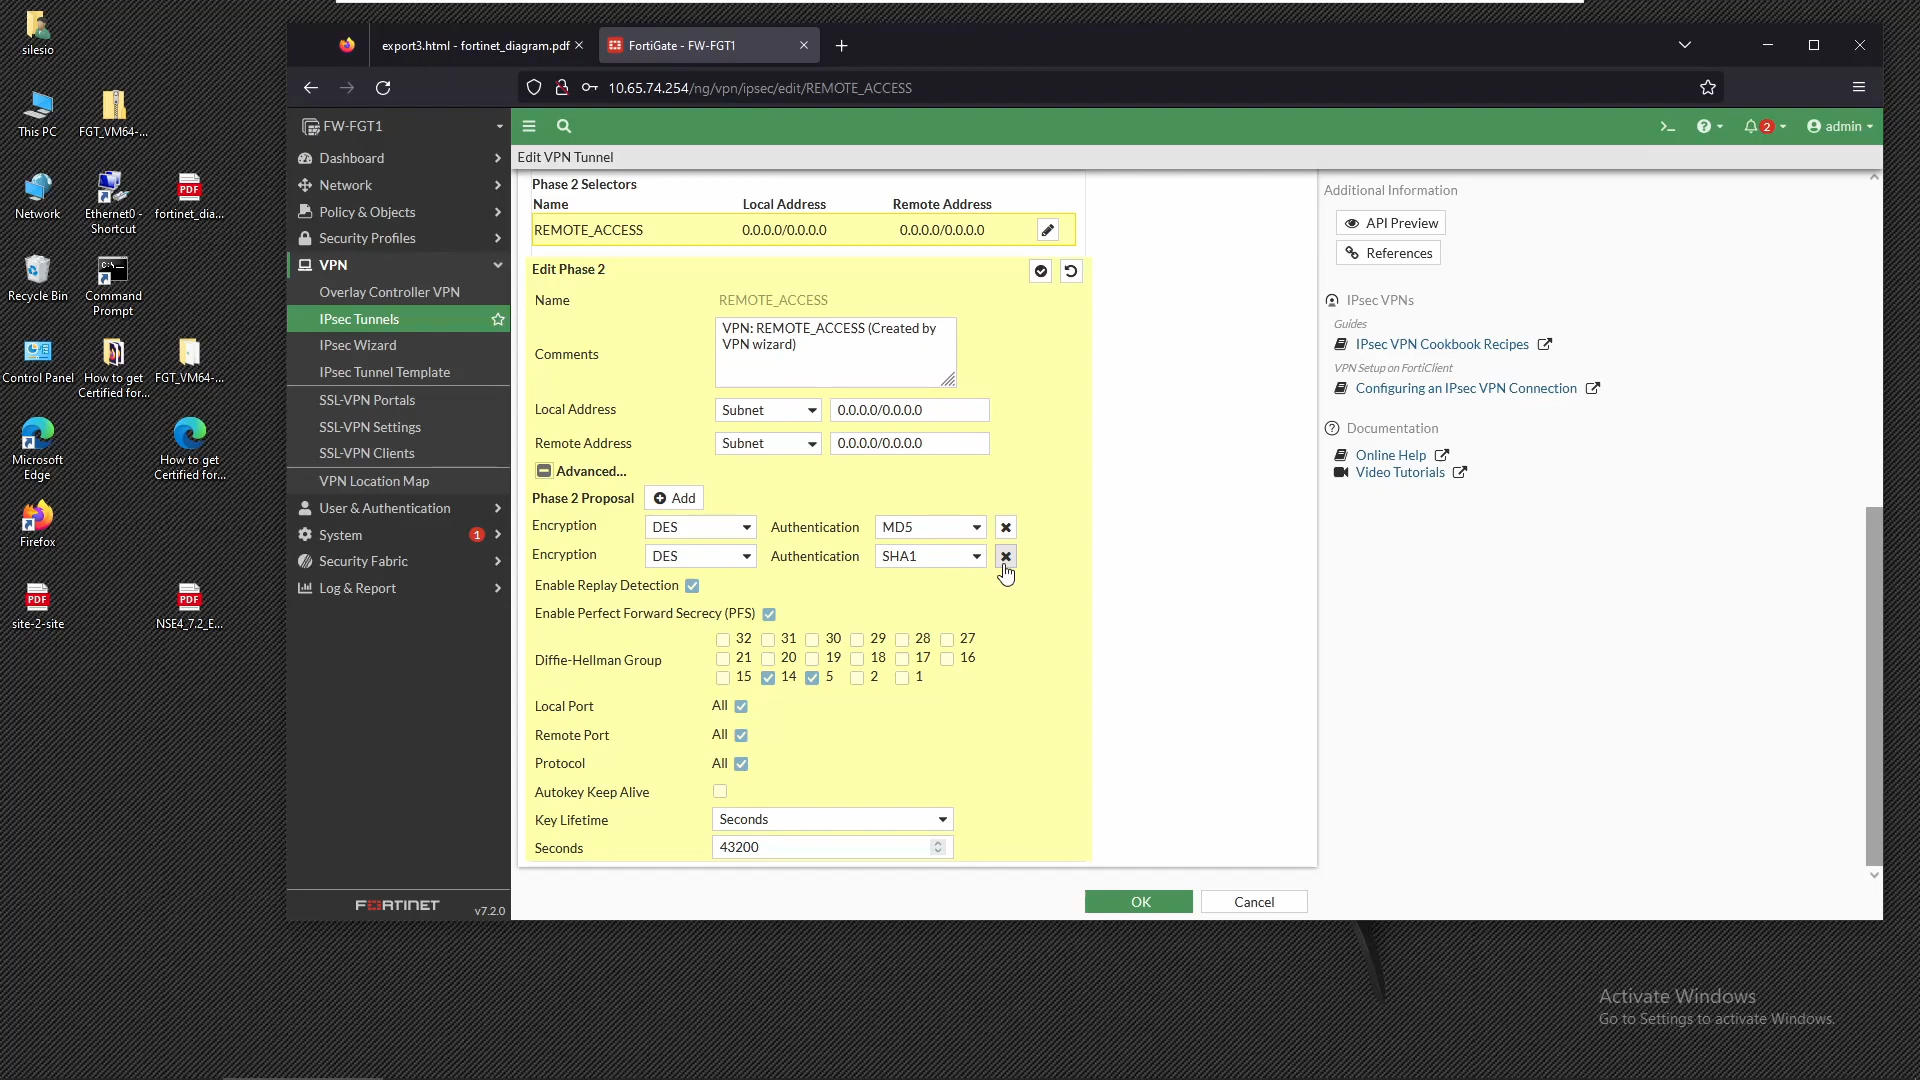 silesio
This PC
FGT_VM64-...
Network
Ethernet0 -
Shortcut
fortinet_dia...
Recycle Bin
Command
Prompt
Control Panel
How to get
Certified for...
FGT_VM64-...
Microsoft
Edge
How to get
Certified for...
Firefox
site-2-site
NSE4_7.2_E...
export3.html - fortinet_diagram.pdf
FortiGate - FW-FGT1
10.65.74.254/ng/vpn/ipsec/edit/REMOTE_ACCESS
FW-FGT1
2
admin
Dashboard
Network
Policy & Objects
Security Profiles
VPN
Overlay Controller VPN
IPsec Tunnels
IPsec Wizard
IPsec Tunnel Template
SSL-VPN Portals
SSL-VPN Settings
SSL-VPN Clients
VPN Location Map
User & Authentication
System 1
Security Fabric
Log & Report
FORTINET
v7.2.0
Edit VPN Tunnel
Phase 2 Selectors
Name Local Address Remote Address
REMOTE_ACCESS 0.0.0.0/0.0.0.0 0.0.0.0/0.0.0.0
Edit Phase 2
Name REMOTE_ACCESS
Comments
VPN: REMOTE_ACCESS (Created by
VPN wizard)
Local Address Subnet 0.0.0.0/0.0.0.0
Remote Address Subnet 0.0.0.0/0.0.0.0
Advanced...
Phase 2 Proposal Add
Encryption DES Authentication MD5
Encryption DES Authentication SHA1
Enable Replay Detection
Enable Perfect Forward Secrecy (PFS)
Diffie-Hellman Group
32 31 30 29 28 27
21 20 19 18 17 16
15 14 5 2 1
Local Port All
Remote Port All
Protocol All
Autokey Keep Alive
Key Lifetime Seconds
Seconds 43200
OK Cancel
Additional Information
API Preview
References
IPsec VPNs
Guides
IPsec VPN Cookbook Recipes
VPN Setup on FortiClient
Configuring an IPsec VPN Connection
Documentation
Online Help
Video Tutorials
Activate Windows
Go to Settings to activate Windows.